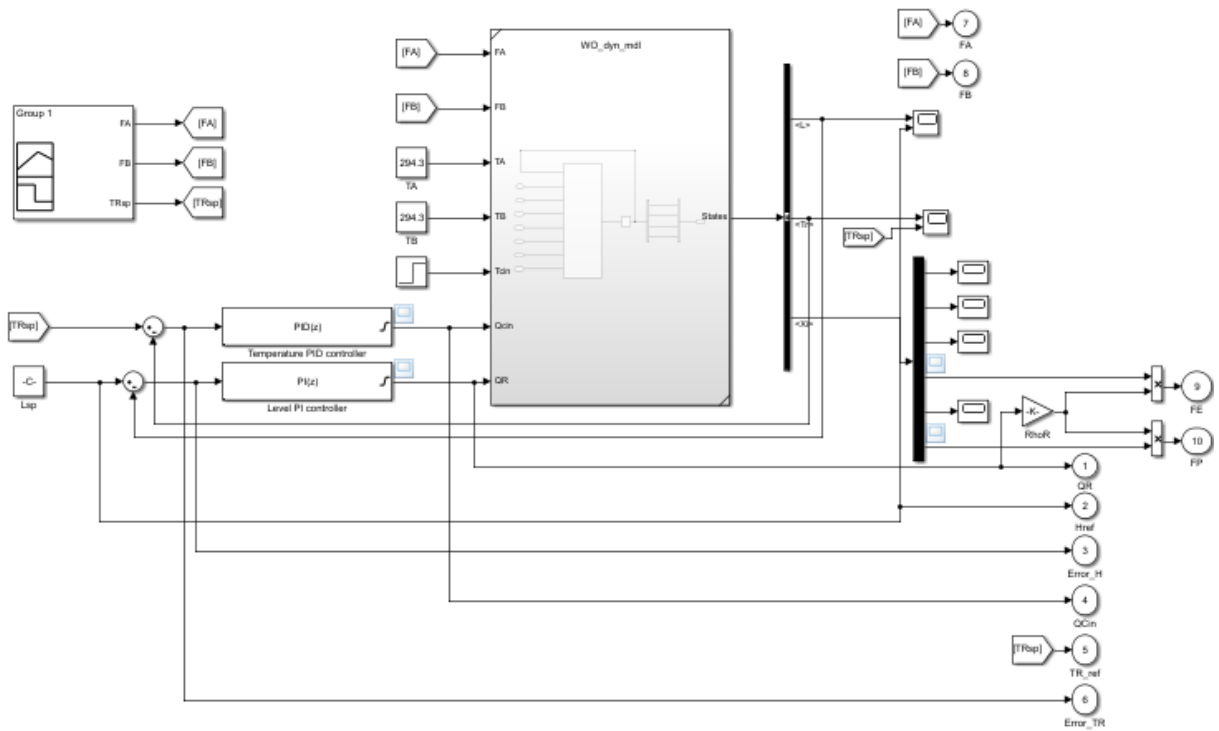 Group 1
FA
FB
TRsp
[FA]
[FB]
[TRsp]
[FA]
[FB]
294.3
TA
294.3
TB
WO_dyn_mdl
FA
FB
TA
TB
Tcin
Qcin
QR
States
<L>
<Tr>
<Xi>
[FA]
7
FA
[FB]
8
FB
[TRsp]
[TRsp]
+
-
PID(z)
Temperature PID controller
-C-
Lsp
+
-
PI(z)
Level PI controller
-K-
RhoR
×
9
FE
×
10
FP
1
QR
2
Href
3
Error_H
4
QCin
[TRsp]
5
TR_ref
6
Error_TR